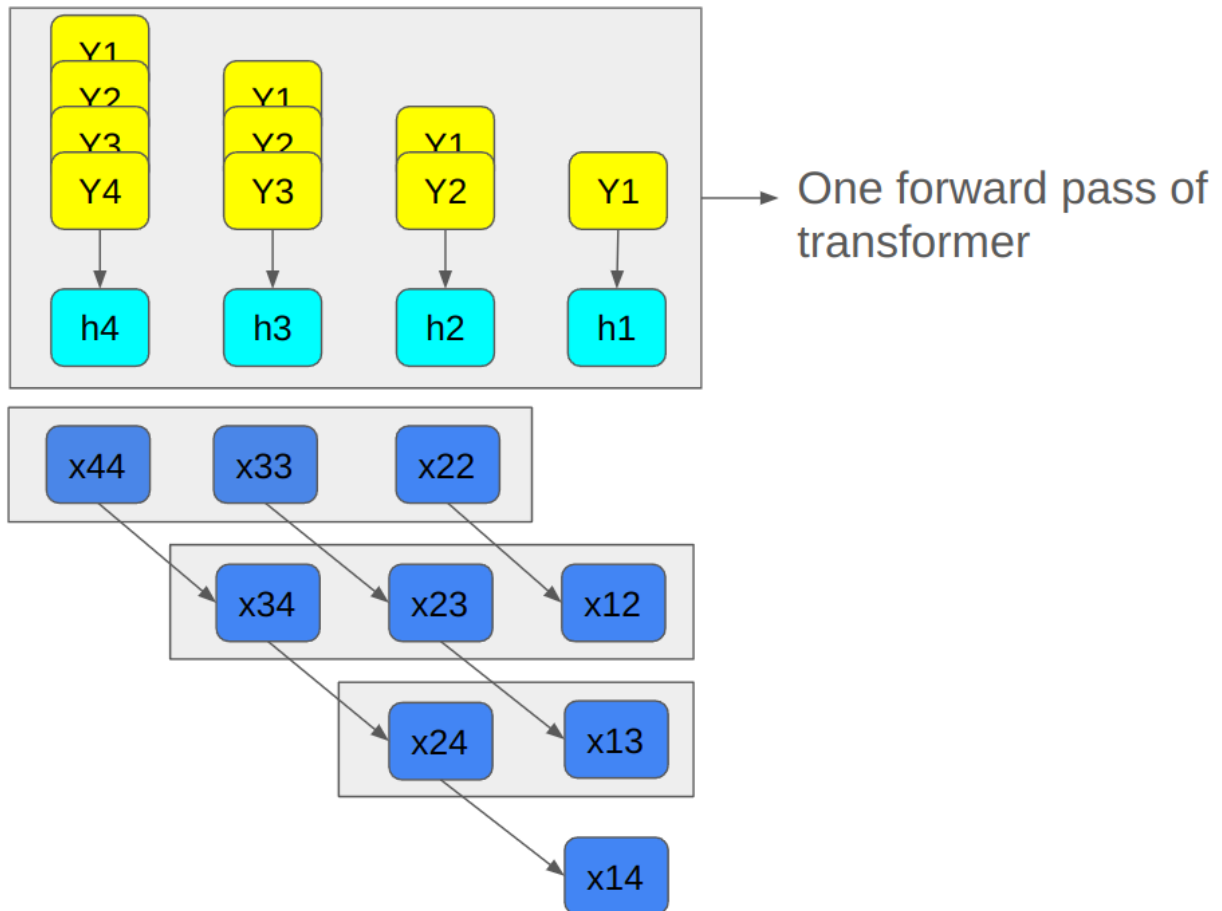 Y1
Y2 Y1
Y3 Y2 Y1
Y4 Y3 Y2 Y1
One forward pass of
transformer
h4 h3 h2 h1
x44 x33 x22
x34 x23 x12
x24 x13
x14